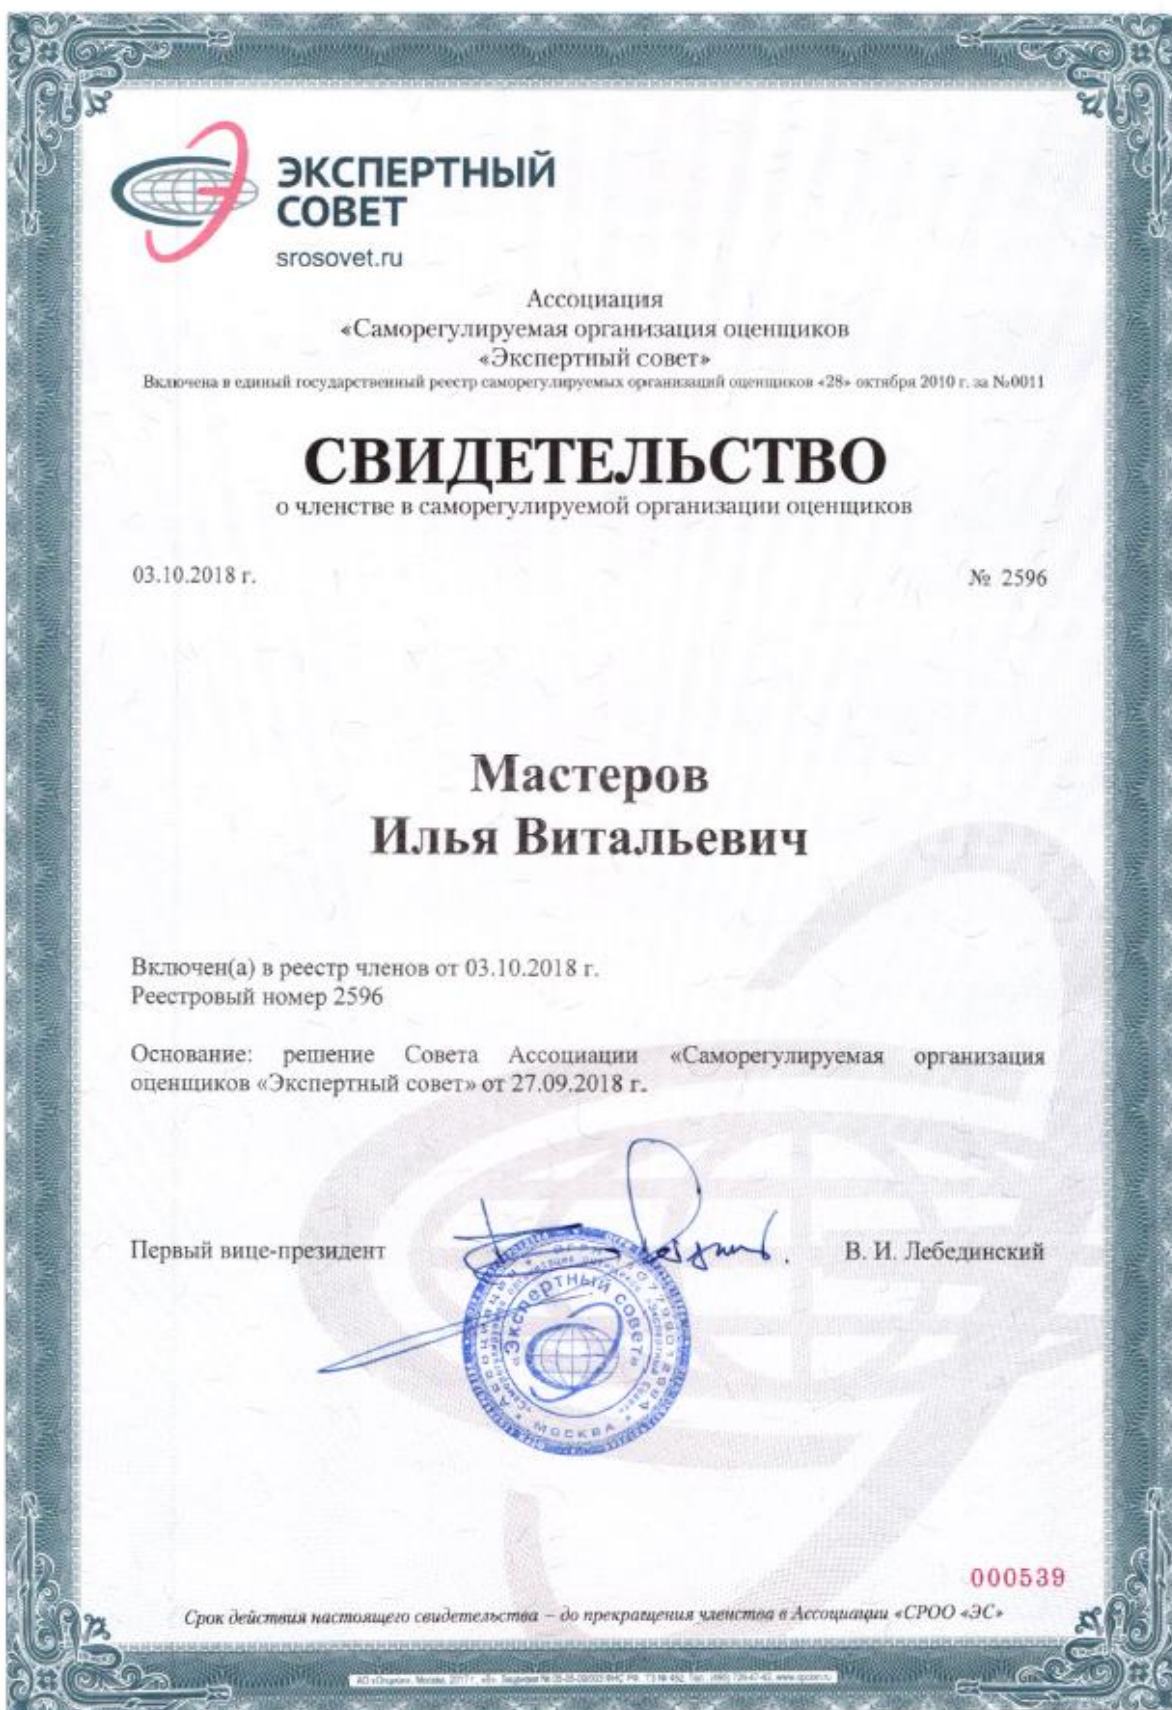 ЭКСПЕРТНЫЙ
СОВЕТ
srosovet.ru
Ассоциация
«Саморегулируемая организация оценщиков
«Экспертный совет»
Включена в единый государственный реестр саморегулируемых организаций оценщиков «28» октября 2010 г. за №0011
СВИДЕТЕЛЬСТВО
о членстве в саморегулируемой организации оценщиков
03.10.2018 г.
№ 2596
Мастеров
Илья Витальевич
Включен(а) в реестр членов от 03.10.2018 г.
Реестровый номер 2596
Основание: решение Совета Ассоциации «Саморегулируемая организация
оценщиков «Экспертный совет» от 27.09.2018 г.
Первый вице-президент
В. И. Лебединский
«Экспертный совет»
МОСКВА
000539
Срок действия настоящего свидетельства – до прекращения членства в Ассоциации «СРОО «ЭС»